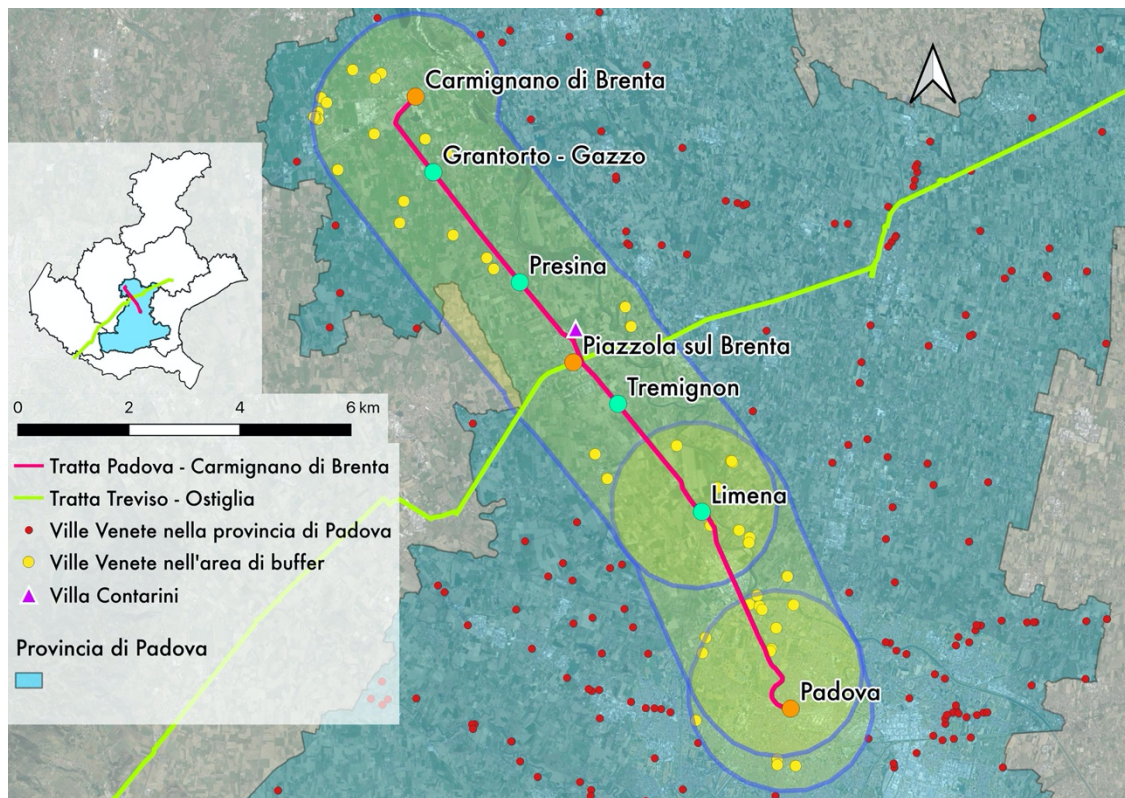 Carmignano di Brenta
Grantorto - Gazzo
Presina
Piazzola sul Brenta
Tremignon
Limena
Padova
0 2 4 6 km
Tratta Padova - Carmignano di Brenta
Tratta Treviso - Ostiglia
Ville Venete nella provincia di Padova
Ville Venete nell'area di buffer
Villa Contarini
Provincia di Padova